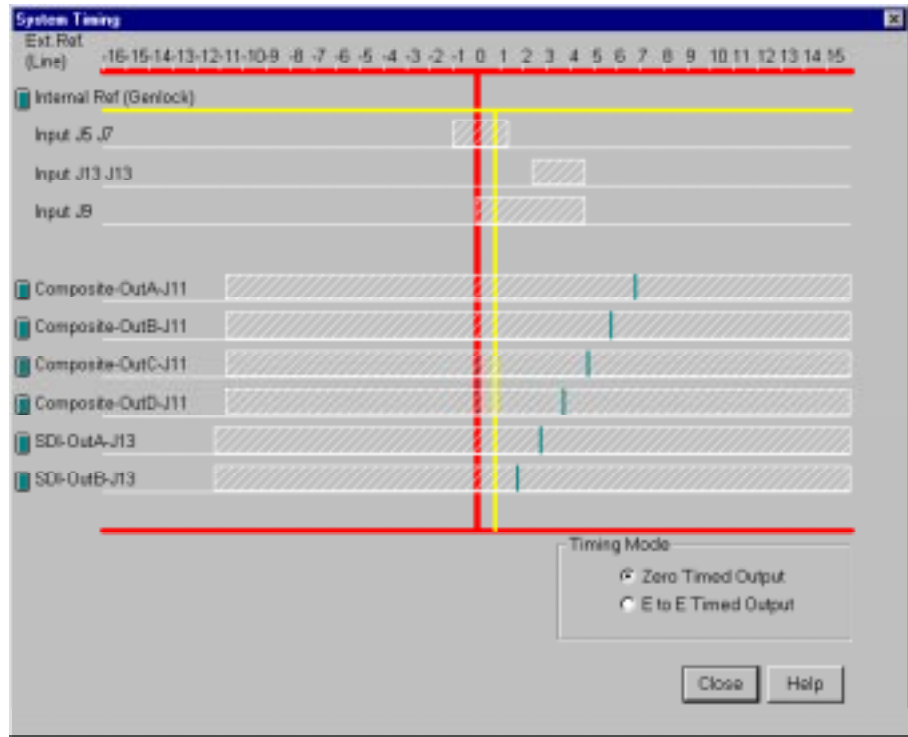 System Timing
Ext.Ref.
(Line)
-16-15-14-13-12-11-10-9 -8 -7 -6 -5 -4 -3 -2 -1 0 1 2 3 4 5 6 7 8 9 10 11 12 13 14 15
Internal Ref (Genlock)
Input J5 J7
Input J13 J13
Input J9
Composite-OutA-J11
Composite-OutB-J11
Composite-OutC-J11
Composite-OutD-J11
SDI-OutA-J13
SDI-OutB-J13
Timing Mode
Zero Timed Output
E to E Timed Output
Close
Help